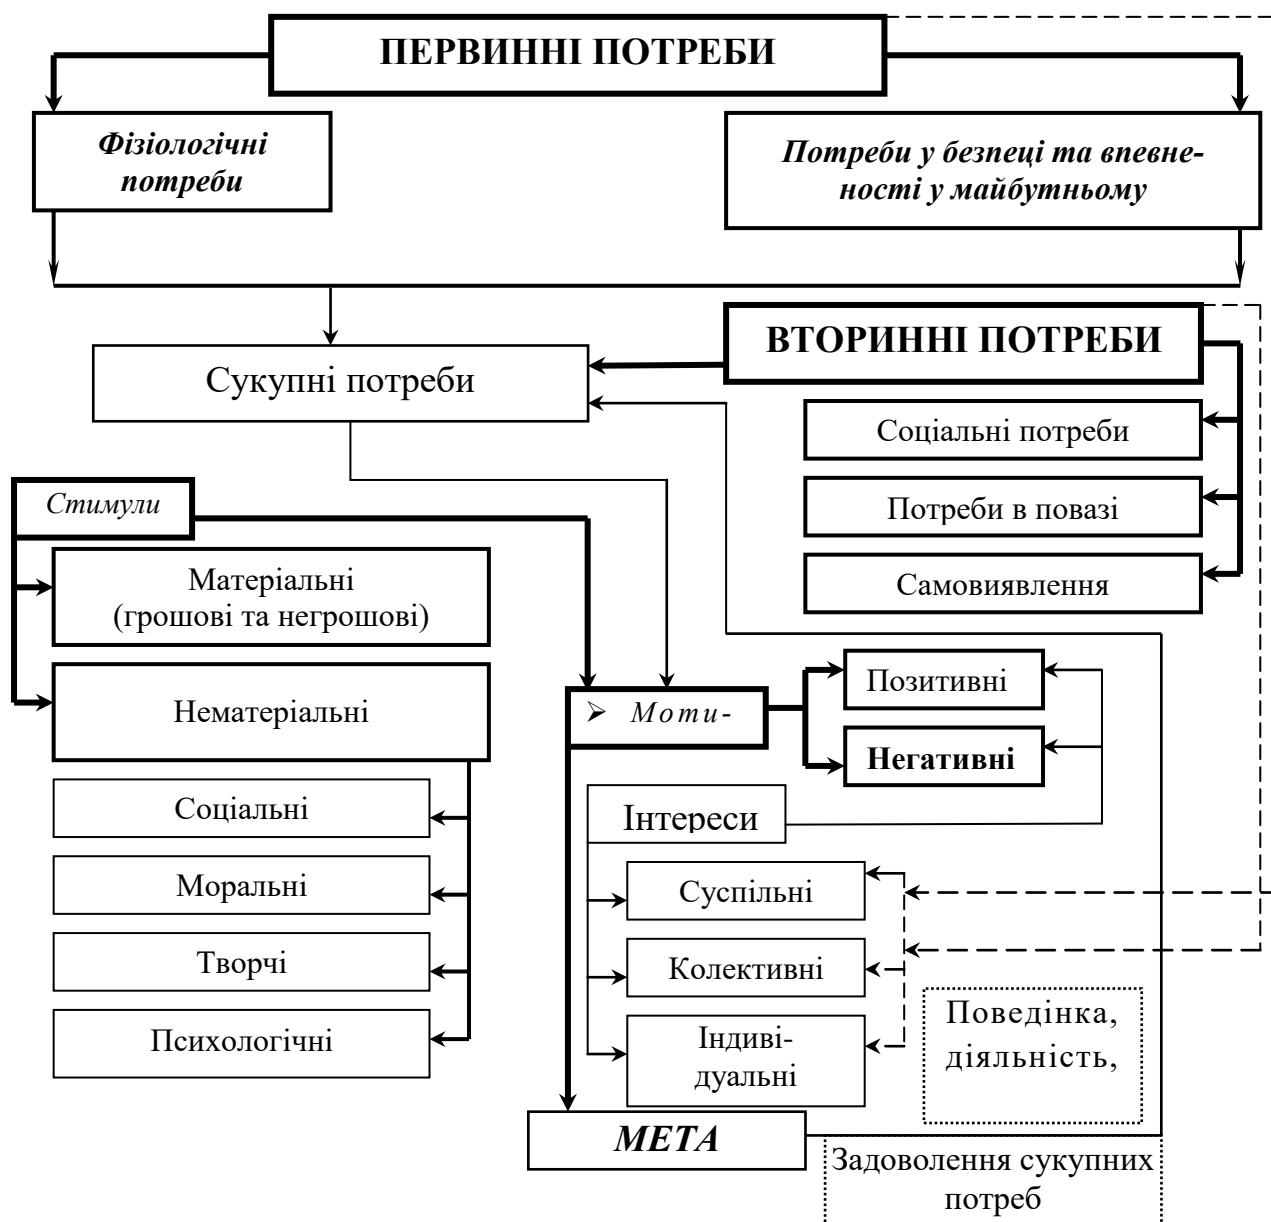 ПЕРВИННІ ПОТРЕБИ
Фізіологічні
потреби
Потреби у безпеці та впевне-
ності у майбутньому
ВТОРИННІ ПОТРЕБИ
Сукупні потреби
Соціальні потреби
Потреби в повазі
Самовиявлення
Стимули
Матеріальні
(грошові та негрошові)
Нематеріальні
Соціальні
Моральні
Творчі
Психологічні
➢ Моти-
Позитивні
Негативні
Інтереси
Суспільні
Колективні
Індиві-
дуальні
Поведінка,
діяльність,
МЕТА
Задоволення сукупних
потреб